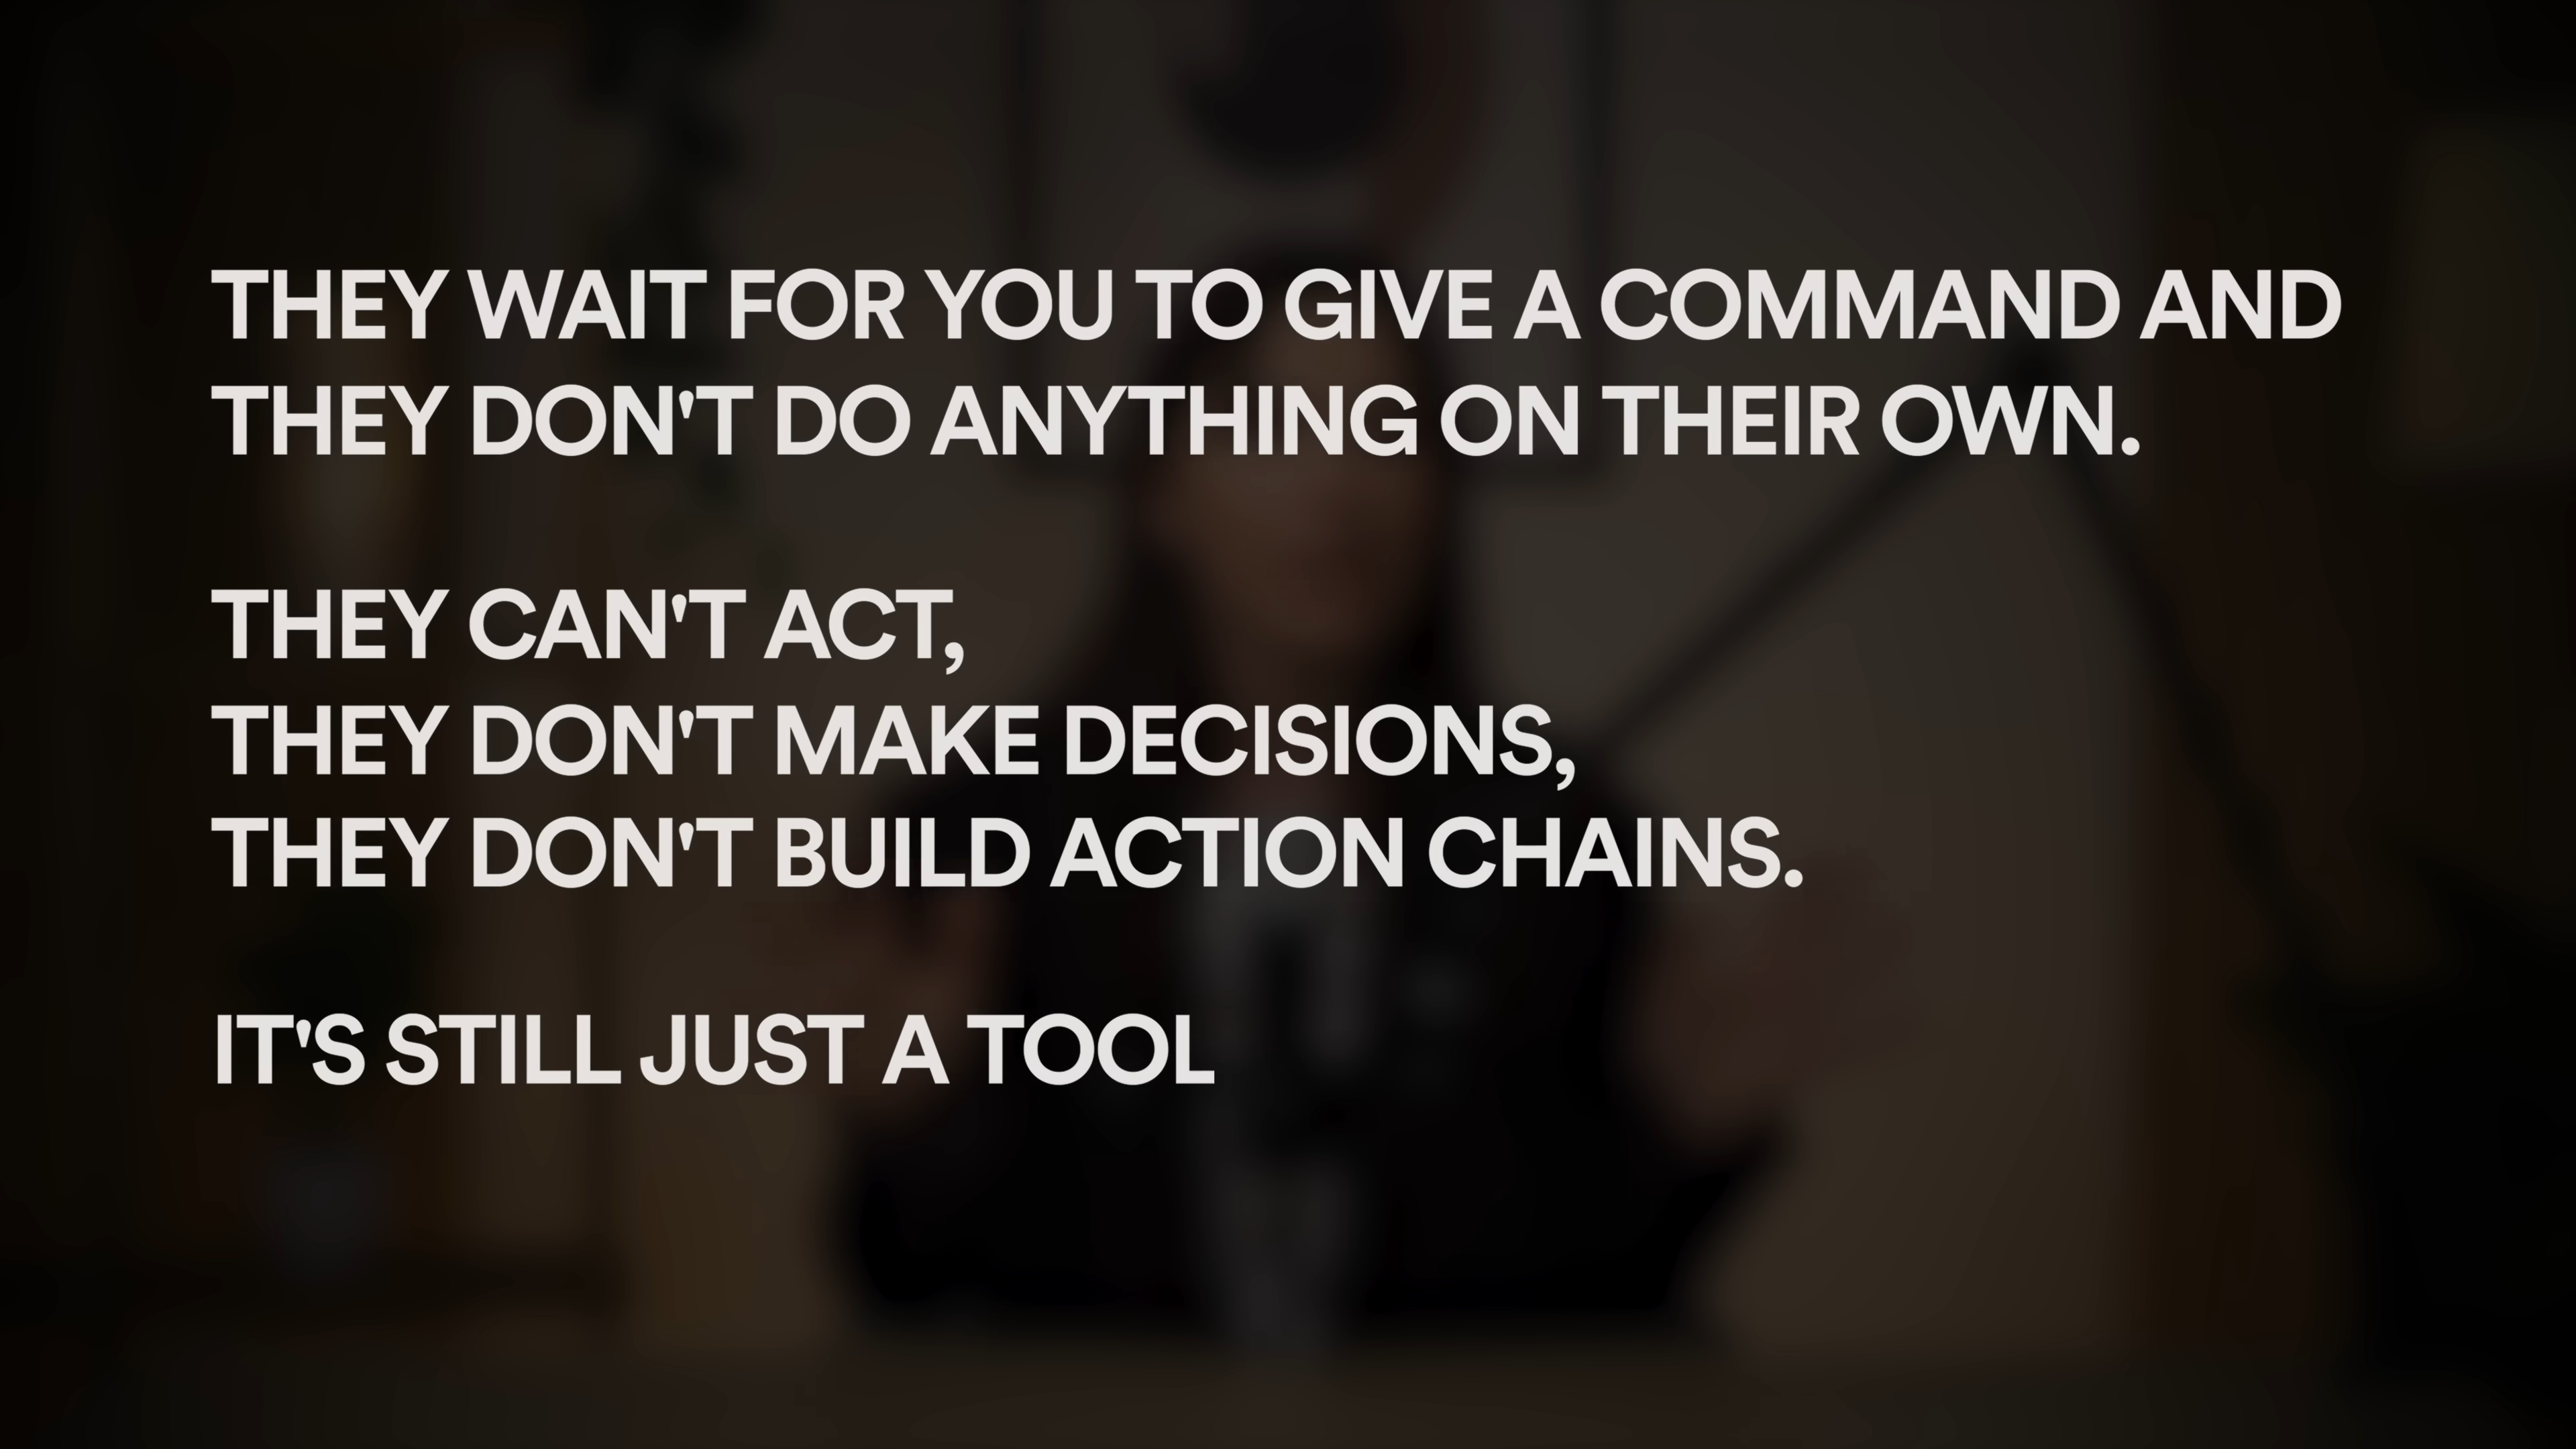 THEY WAIT FOR YOU TO GIVE A COMMAND AND
THEY DON'T DO ANYTHING ON THEIR OWN.
THEY CAN'T ACT,
THEY DON'T MAKE DECISIONS,
THEY DON'T BUILD ACTION CHAINS.
IT'S STILL JUST A TOOL